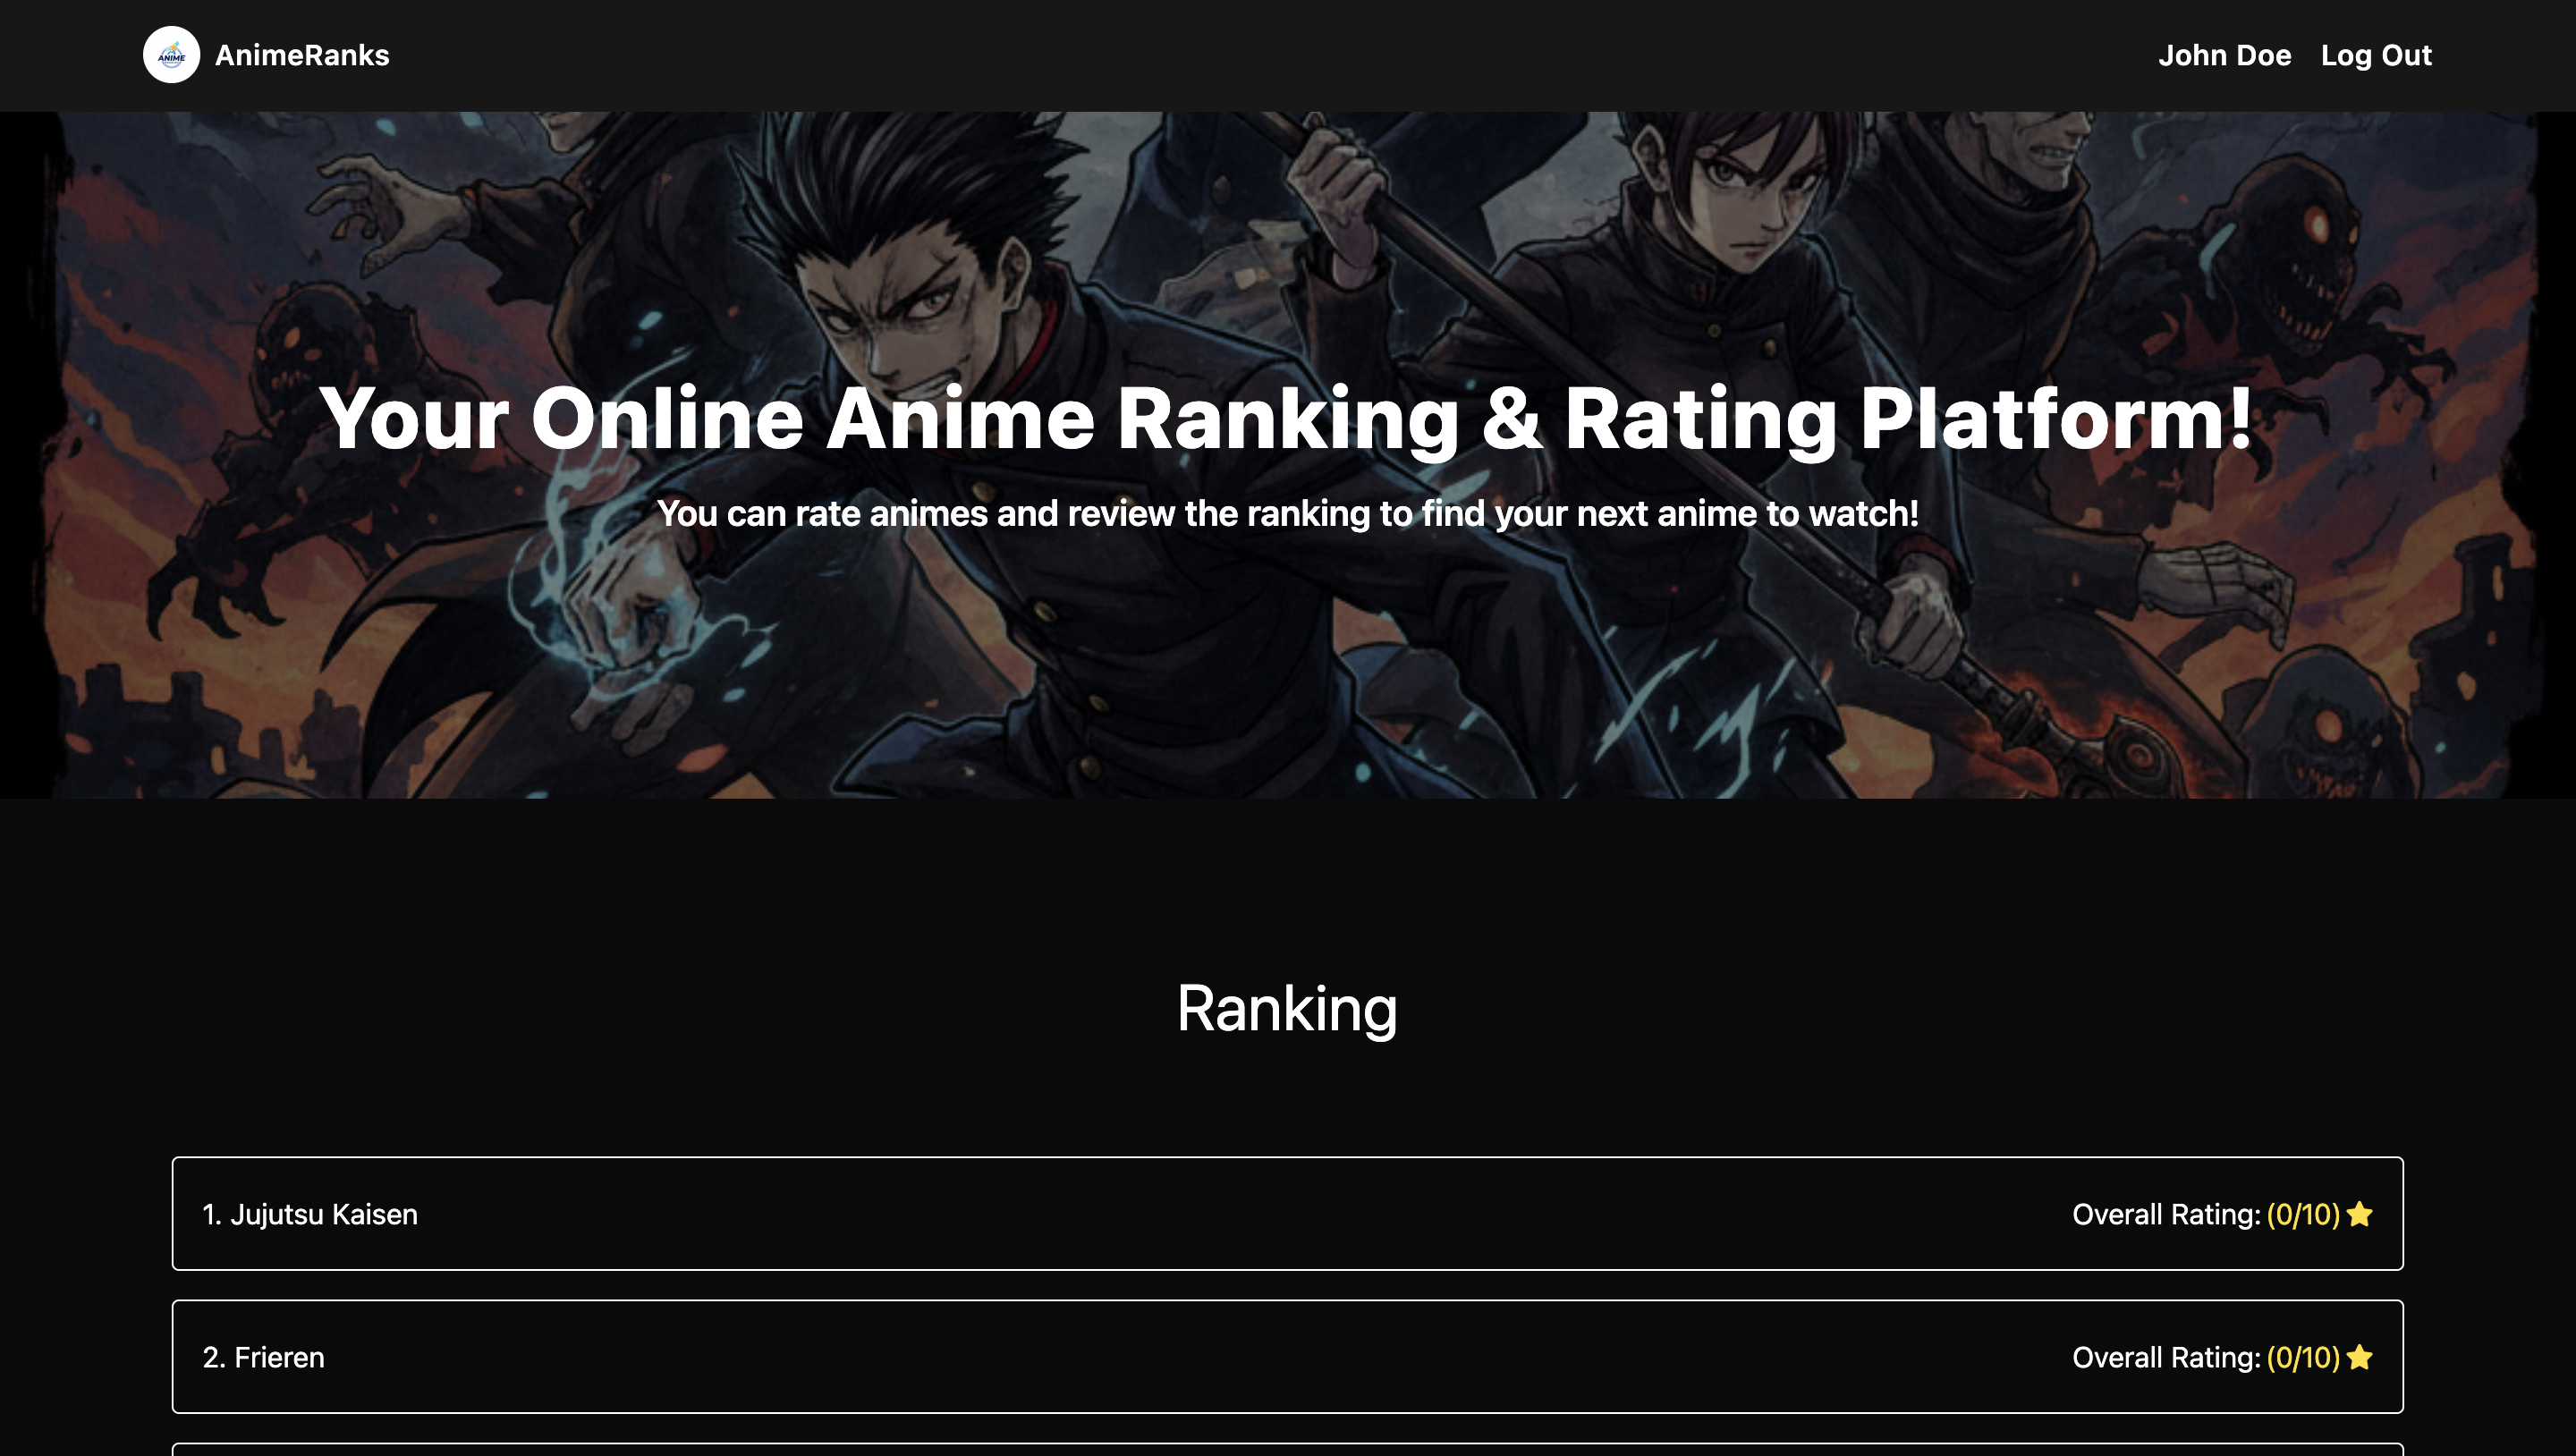 ANIME
AnimeRanks
John Doe Log Out
Your Online Anime Ranking & Rating Platform!
You can rate animes and review the ranking to find your next anime to watch!
Ranking
1. Jujutsu Kaisen Overall Rating: (0/10)
2. Frieren Overall Rating: (0/10)